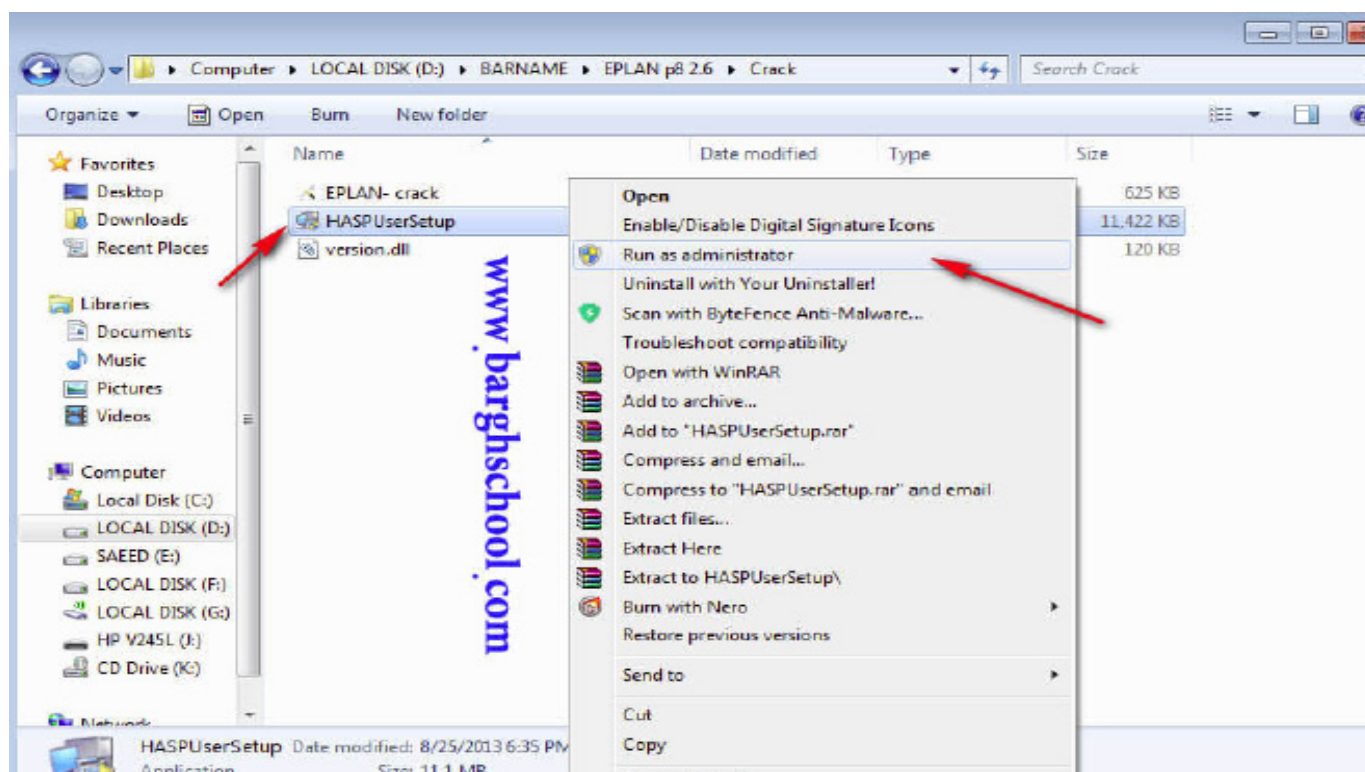 Computer ▸ LOCAL DISK (D:) ▸ BARNAME ▸ EPLAN p8 2.6 ▸ Crack
Search Crack
Organize
Open
Burn
New folder
Name
Date modified
Type
Size
Favorites
Desktop
Downloads
Recent Places
Libraries
Documents
Music
Pictures
Videos
Computer
Local Disk (C:)
LOCAL DISK (D:)
SAEED (E:)
LOCAL DISK (F:)
LOCAL DISK (G:)
HP V245L (J:)
CD Drive (K:)
Network
EPLAN- crack
625 KB
HASPUserSetup
11,422 KB
version.dll
120 KB
www.barghschool.com
Open
Enable/Disable Digital Signature Icons
Run as administrator
Uninstall with Your Uninstaller!
Scan with ByteFence Anti-Malware...
Troubleshoot compatibility
Open with WinRAR
Add to archive...
Add to "HASPUserSetup.rar"
Compress and email...
Compress to "HASPUserSetup.rar" and email
Extract files...
Extract Here
Extract to HASPUserSetup\
Burn with Nero
Restore previous versions
Send to
Cut
Copy
HASPUserSetup Date modified: 8/25/2013 6:35 PM
Application
Size: 11.1 MB